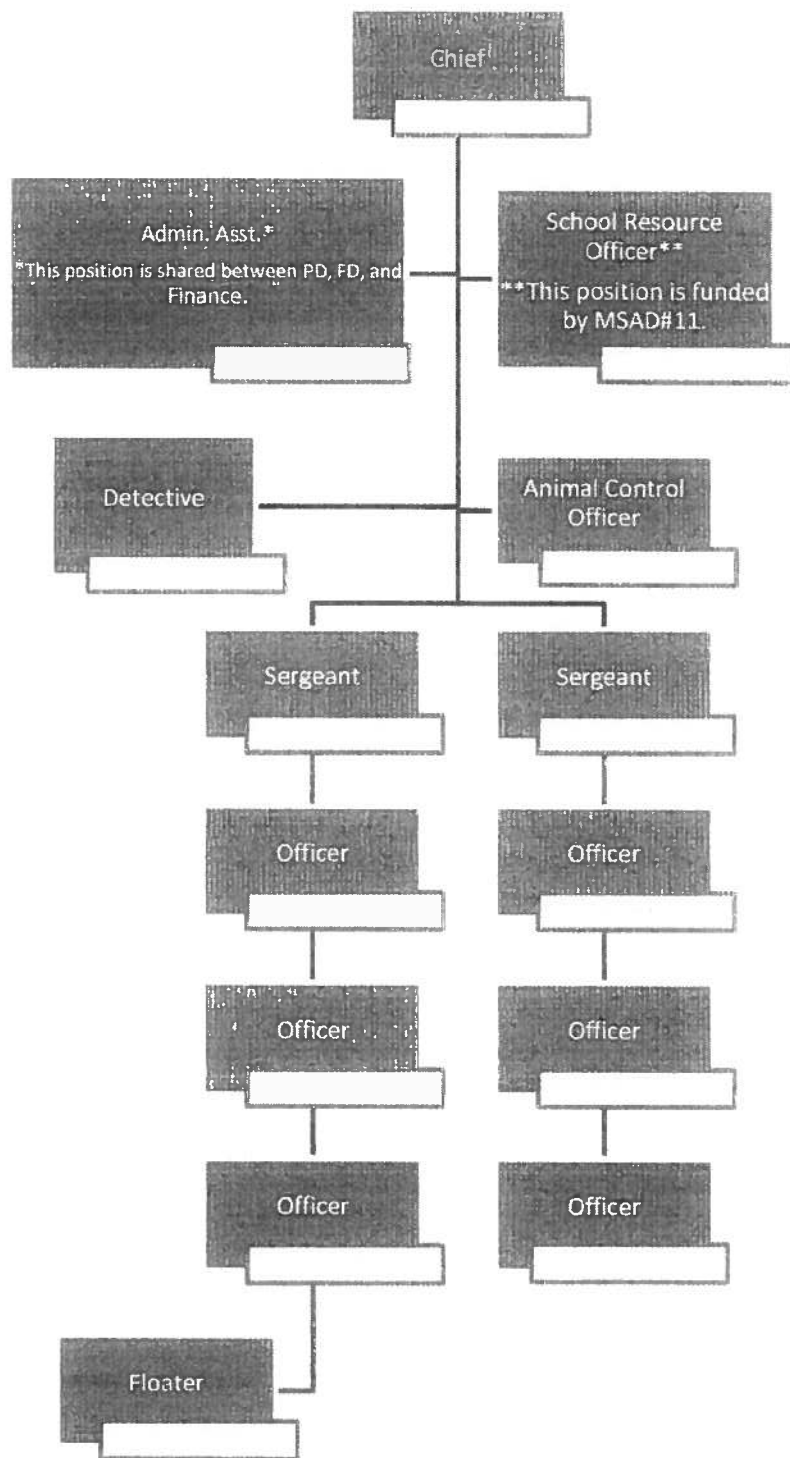 Chief
Admin. Asst.*
*This position is shared between PD, FD, and
Finance.
School Resource
Officer**
**This position is funded
by MSAD#11.
Detective
Animal Control
Officer
Sergeant
Sergeant
Officer
Officer
Officer
Officer
Officer
Officer
Floater